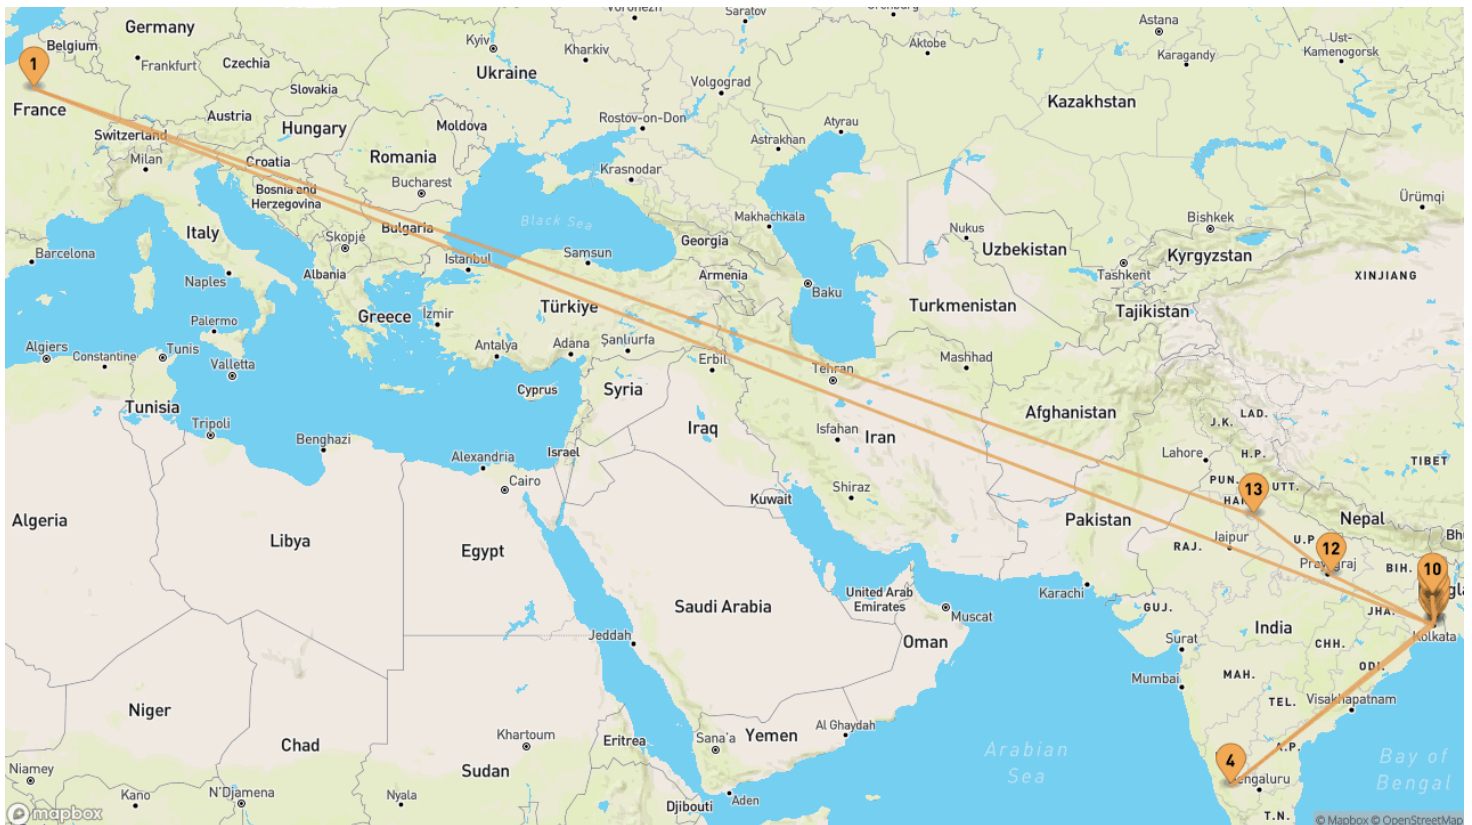 Germany
Voronezh
Saratov
Orenburg
Astana
Ust-
Kamenogorsk
Belgium
Frankfurt
Czechia
Kyiv
Kharkiv
Ukraine
Aktobe
Karagandy
1
France
Slovakia
Volgograd
Kazakhstan
Austria
Switzerland
Hungary
Moldova
Rostov-on-Don
Astrakhan
Atyrau
Milan
Croatia
Romania
Krasnodar
Bosnia and
Herzegovina
Bucharest
Ürümqi
Black Sea
Makhachkala
Nukus
Bishkek
Italy
Skopje
Bulgaria
Georgia
Uzbekistan
Kyrgyzstan
Barcelona
Istanbul
Samsun
Tashkent
XINJIANG
Naples
Albania
Armenia
Baku
Türkiye
Turkmenistan
Tajikistan
Greece
İzmir
Palermo
Algiers
Constantine
Tunis
Valletta
Antalya
Adana
Şanlıurfa
Erbil
Tehran
Mashhad
Cyprus
Syria
Tunisia
Afghanistan
LAD.
J.K.
Tripoli
Benghazi
Iraq
Isfahan
Iran
Israel
Lahore
H.P.
TIBET
Alexandria
Cairo
Kuwait
Shiraz
PUN.
UTT.
13
Algeria
Libya
Egypt
Pakistan
Nepal
Jaipur
RAJ.
U.P.
12
Prayagraj
BIH.
10
Karachi
United Arab
Emirates
Saudi Arabia
Muscat
GUJ.
JHA.
India
Kolkata
Jeddah
Oman
Surat
CHH.
ODI.
Mumbai
MAH.
TEL.
Visakhapatnam
Niger
Chad
Khartoum
Eritrea
Sana'a
Yemen
Al Ghaydah
Arabian
Sea
A.P.
Bay of
Bengal
4
Bengaluru
Niamey
Sudan
Kano
N'Djamena
Nyala
Djibouti
Aden
T.N.
mapbox
© Mapbox © OpenStreetMap